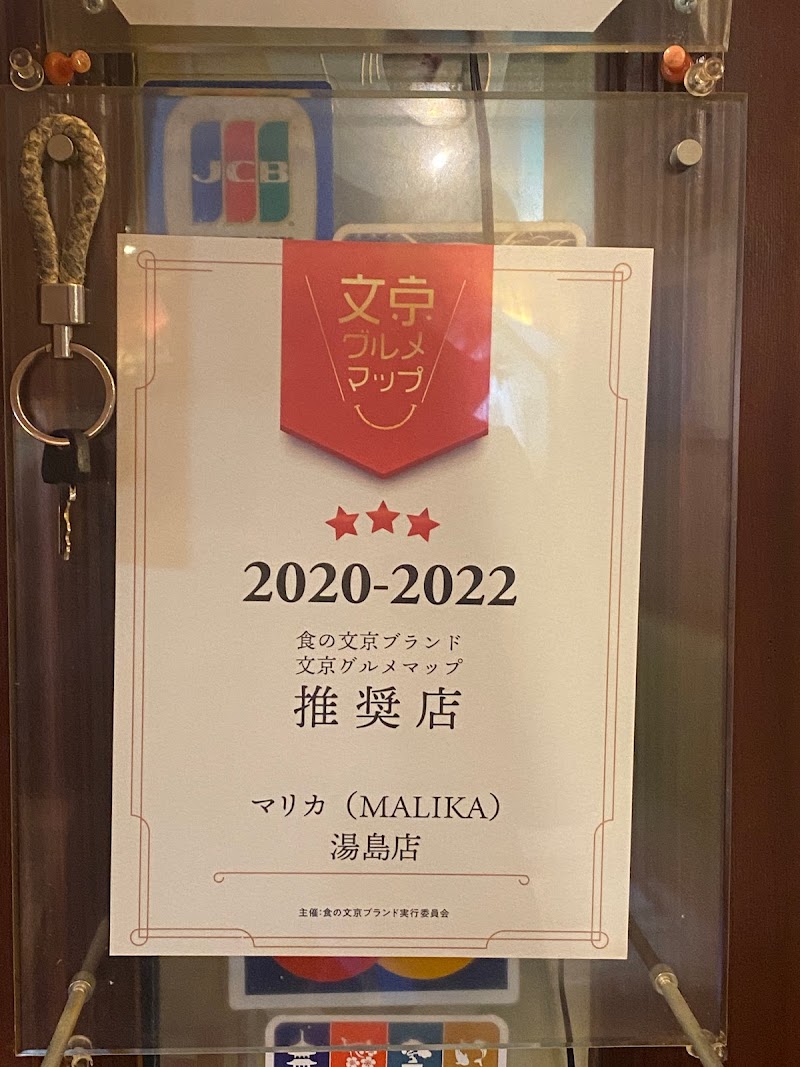 JCB
文京
グルメ
マップ
2020-2022
食の文京ブランド
文京グルメマップ
推奨店
マリカ（MALIKA）
湯島店
主催:食の文京ブランド実行委員会